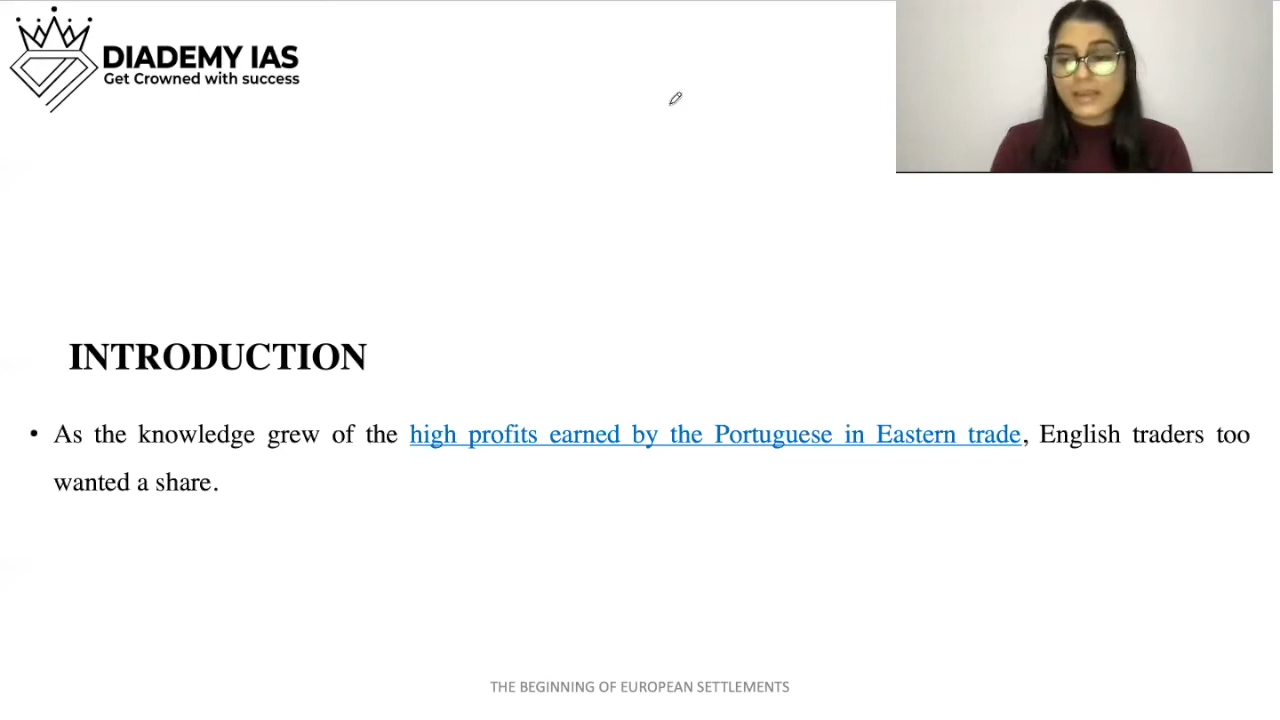 DIADEMY IAS
Get Crowned with success
INTRODUCTION
• As the knowledge grew of the high profits earned by the Portuguese in Eastern trade, English traders too
wanted a share.
THE BEGINNING OF EUROPEAN SETTLEMENTS